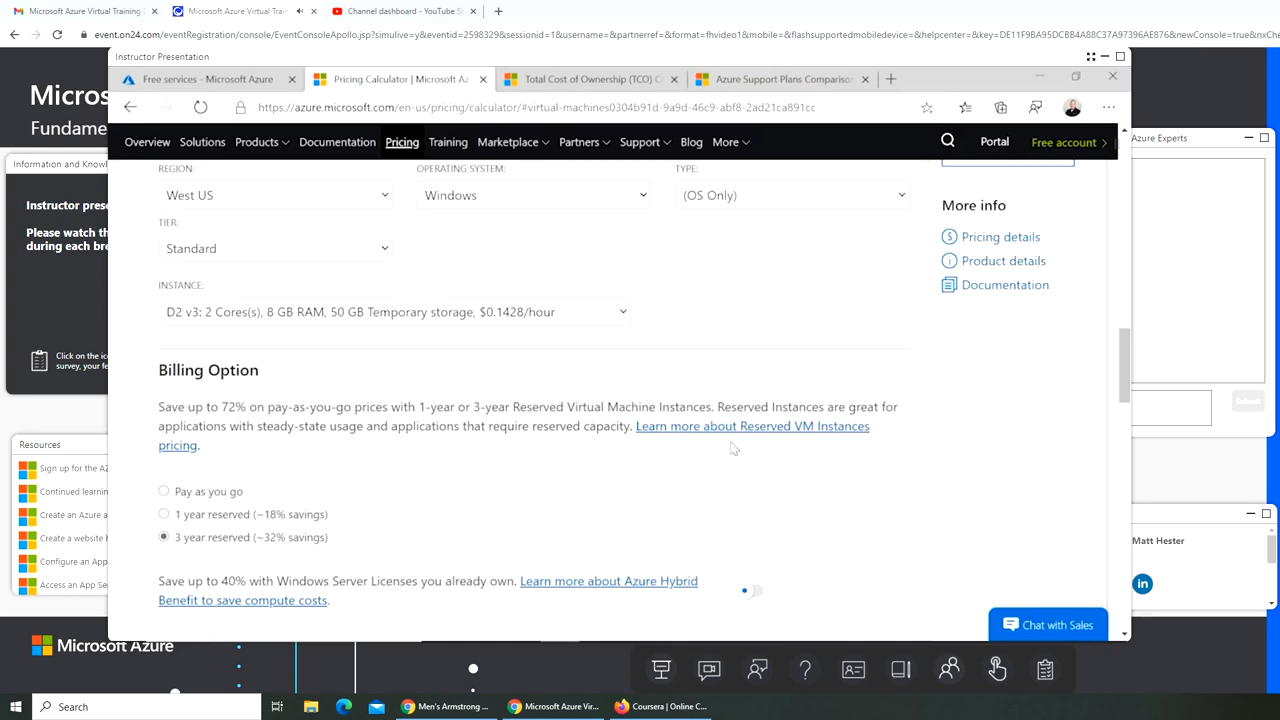 Microsoft Azure Virtual Training
Microsoft Azure Virtual Train
Channel dashboard - YouTube St
event.on24.com/eventRegistration/console/EventConsoleApollo.jsp?simulive=y&eventid=2598329&sessionid=1&username=&partnerref=&format=fhvideo1&mobile=&flashsupportedmobiledevice=&helpcenter=&key=DE11F9BA95DCBB4A88C37A97396AE876&newConsole=true&nxChe
Instructor Presentation
Free services - Microsoft Azure
Pricing Calculator | Microsoft Az
Total Cost of Ownership (TCO) C
Azure Support Plans Comparison
https://azure.microsoft.com/en-us/pricing/calculator/#virtual-machines0304b91d-9a9d-46c9-abf8-2ad21ca891cc
Micros
Fundame
Overview
Solutions
Products
Documentation
Pricing
Training
Marketplace
Partners
Support
Blog
More
Portal
Free account
Azure Experts
Information and Know
Instructor prese
Please watch th
during each bre
Click on the ico
survey, your fe
REGION:
OPERATING SYSTEM:
TYPE:
West US
Windows
(OS Only)
TIER:
Standard
INSTANCE:
D2 v3: 2 Cores(s), 8 GB RAM, 50 GB Temporary storage, $0.1428/hour
More info
Pricing details
Product details
Documentation
Billing Option
Save up to 72% on pay-as-you-go prices with 1-year or 3-year Reserved Virtual Machine Instances. Reserved Instances are great for
applications with steady-state usage and applications that require reserved capacity. Learn more about Reserved VM Instances
pricing.
Pay as you go
1 year reserved (~18% savings)
3 year reserved (~32% savings)
Save up to 40% with Windows Server Licenses you already own. Learn more about Azure Hybrid
Benefit to save compute costs.
Chat with Sales
Submit
Resources
Sign up for the AZ
Continued learnin
Create an Azure a
Create a website h
Configure an App
Access an App Se
Matt Hester
in
Microsoft Azure
Search
Men's Armstrong ...
Microsoft Azure Vir...
Coursera | Online C...